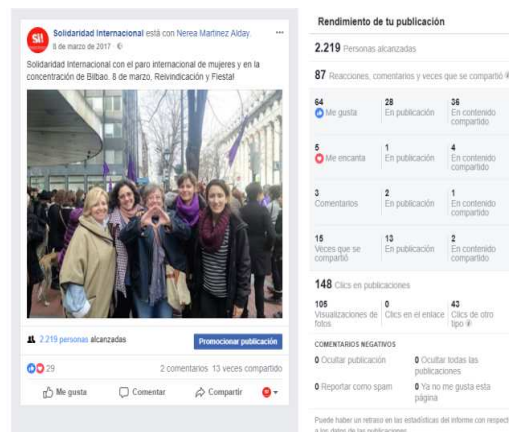 Solidaridad Internacional está con Nerea Martinez Alday.
8 de marzo de 2017
Solidaridad Internacional con el paro internacional de mujeres y en la
concentración de Bilbao. 8 de marzo, Reivindicación y Fiesta!
2.219 personas alcanzadas
Promocionar publicación
29
2 comentarios 13 veces compartido
Me gusta
Comentar
Compartir
Rendimiento de tu publicación
2.219 Personas alcanzadas
87 Reacciones, comentarios y veces que se compartió
64
Me gusta
28
En publicación
36
En contenido
compartido
5
Me encanta
1
En publicación
4
En contenido
compartido
3
Comentarios
2
En publicación
1
En contenido
compartido
15
Veces que se
compartió
13
En publicación
2
En contenido
compartido
148 Clics en publicaciones
105
Visualizaciones de
fotos
0
Clics en el enlace
43
Clics de otro
tipo
COMENTARIOS NEGATIVOS
0 Ocultar publicación
0 Ocultar todas las
publicaciones
0 Reportar como spam
0 Ya no me gusta esta
página
Puede haber un retraso en las estadísticas del informe con respecto
a los datos de las publicaciones